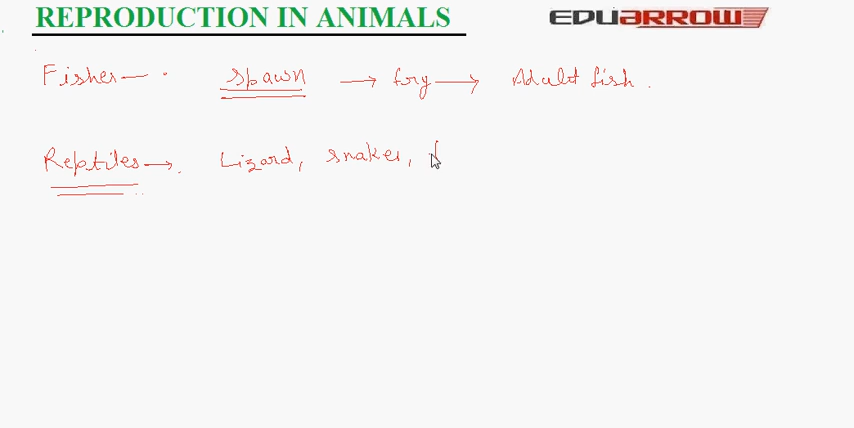 REPRODUCTION IN ANIMALS
EDUARROW
Fishes — spawn → fry → Adult fish.
Reptiles → Lizard, snakes,